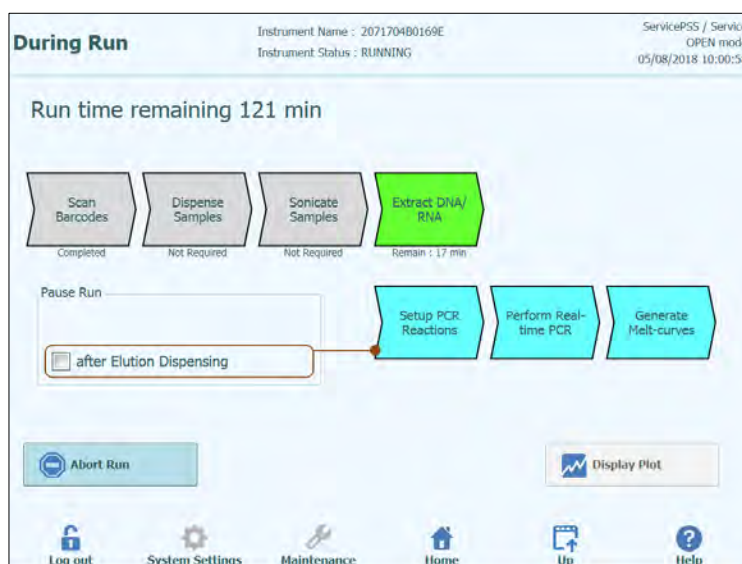 During Run
Instrument Name : 2071704B0169E
Instrument Status : RUNNING
ServicePSS / Service
OPEN mode
05/08/2018 10:00:5
Run time remaining 121 min
Scan
Barcodes
Completed
Dispense
Samples
Not Required
Sonicate
Samples
Not Required
Extract DNA/
RNA
Remain : 17 min
Pause Run
after Elution Dispensing
Setup PCR
Reactions
Perform Real-
time PCR
Generate
Melt-curves
Abort Run
Display Plot
Log out
System Settings
Maintenance
Home
Up
Help